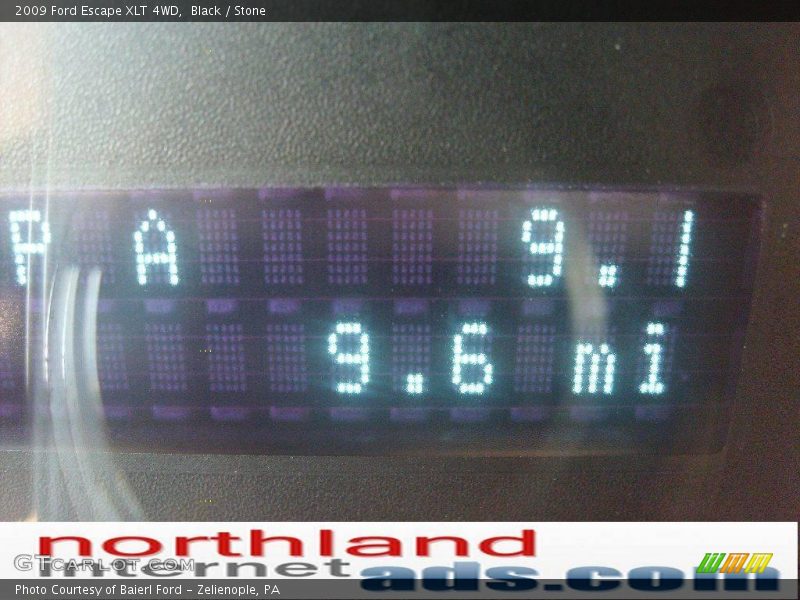 2009 Ford Escape XLT 4WD, Black / Stone
P A 9.1
9.6 mi
northland
GTCARLOT.COM
internet
ads.com
Photo Courtesy of Baierl Ford - Zelienople, PA